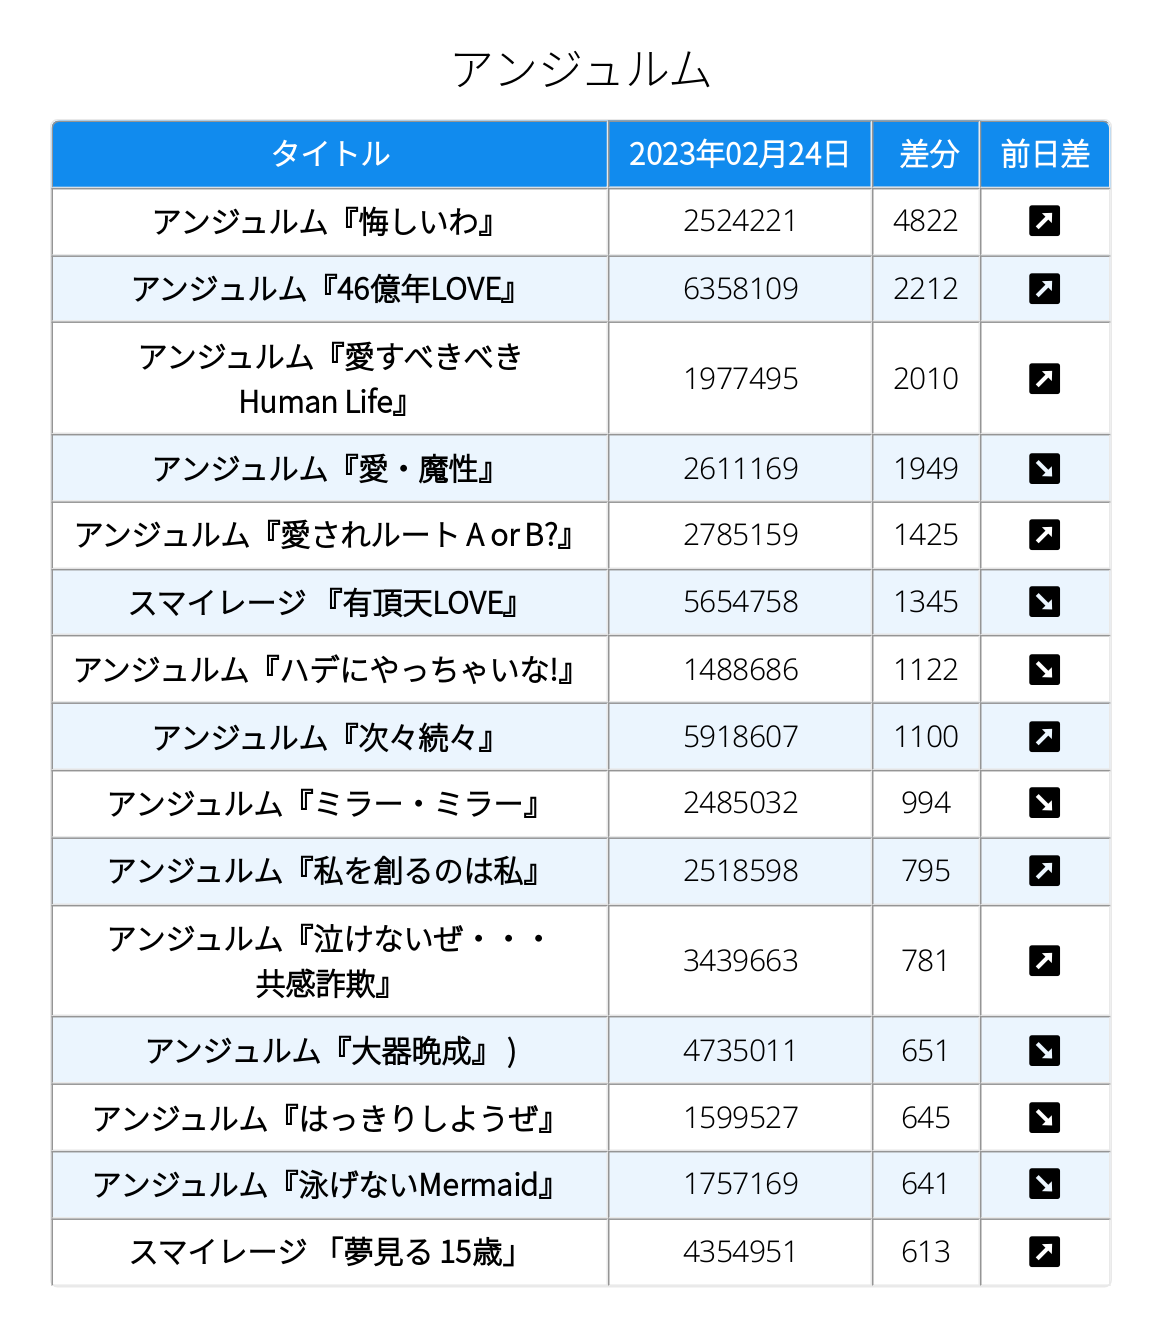 アンジュルム
タイトル 2023年02月24日 差分 前日差
アンジュルム『悔しいわ』 2524221 4822
アンジュルム『46億年LOVE』 6358109 2212
アンジュルム『愛すべきべき
Human Life』 1977495 2010
アンジュルム『愛・魔性』 2611169 1949
アンジュルム『愛されルート A or B?』 2785159 1425
スマイレージ 『有頂天LOVE』 5654758 1345
アンジュルム『ハデにやっちゃいな!』 1488686 1122
アンジュルム『次々続々』 5918607 1100
アンジュルム『ミラー・ミラー』 2485032 994
アンジュルム『私を創るのは私』 2518598 795
アンジュルム『泣けないぜ・・・
共感詐欺』 3439663 781
アンジュルム『大器晩成』 ) 4735011 651
アンジュルム『はっきりしようぜ』 1599527 645
アンジュルム『泳げないMermaid』 1757169 641
スマイレージ 「夢見る 15歳」 4354951 613